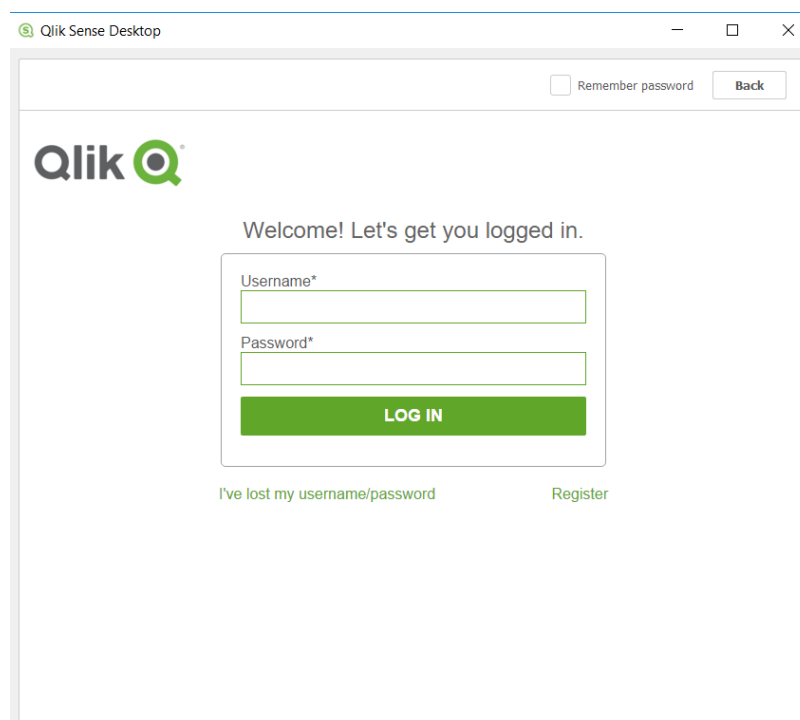 Qlik Sense Desktop
Remember password Back
Qlik
Welcome! Let's get you logged in.
Username*
Password*
LOG IN
I've lost my username/password Register